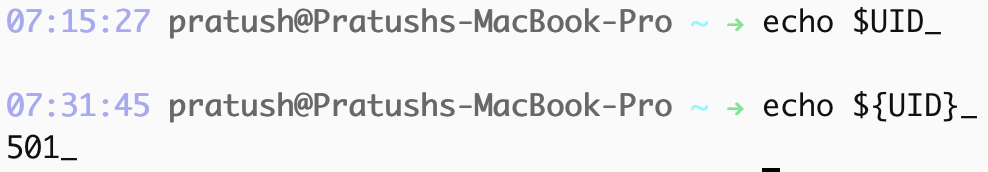 07:15:27 pratush@Pratushs-MacBook-Pro ~ → echo $UID_
07:31:45 pratush@Pratushs-MacBook-Pro ~ → echo ${UID}_
501_